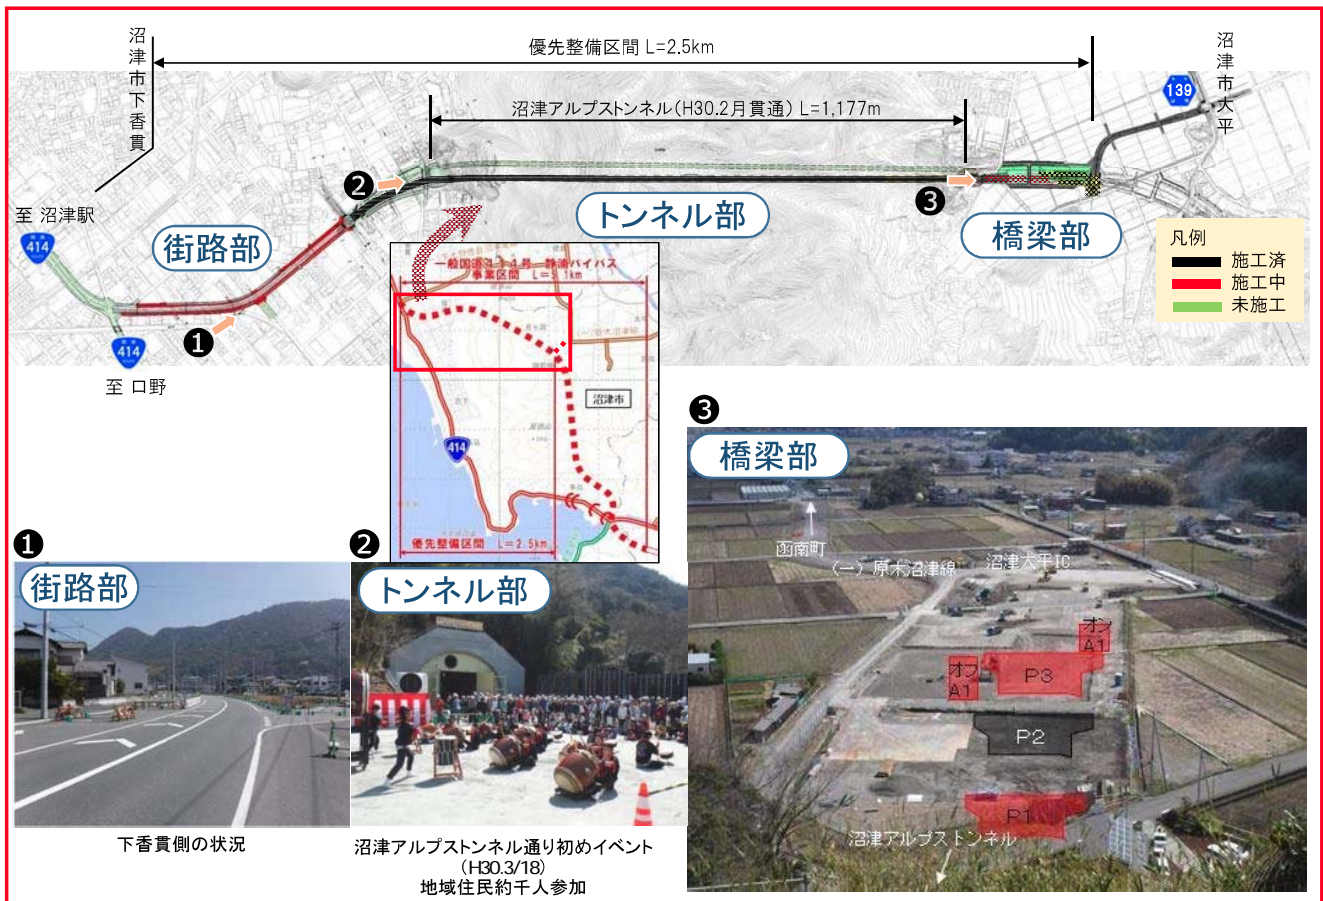 沼津市下香貫
優先整備区間 L=2.5km
沼津市大平
139
沼津アルプストンネル(H30.2月貫通) L=1,177m
❷
❸
至 沼津駅
414
街路部
トンネル部
橋梁部
凡例
施工済
施工中
未施工
❶
414
至 口野
一般国道414号 静浦バイパス
事業区間 L=5.1km
沼津市
414
優先整備区間 L=2.5km
❶
街路部
下香貫側の状況
❷
トンネル部
沼津アルプストンネル通り初めイベント
(H30.3/18)
地域住民約千人参加
❸
橋梁部
函南町
(一)原木沼津線
沼津大平IC
オン
A1
オフ
A1
P3
P2
P1
沼津アルプストンネル